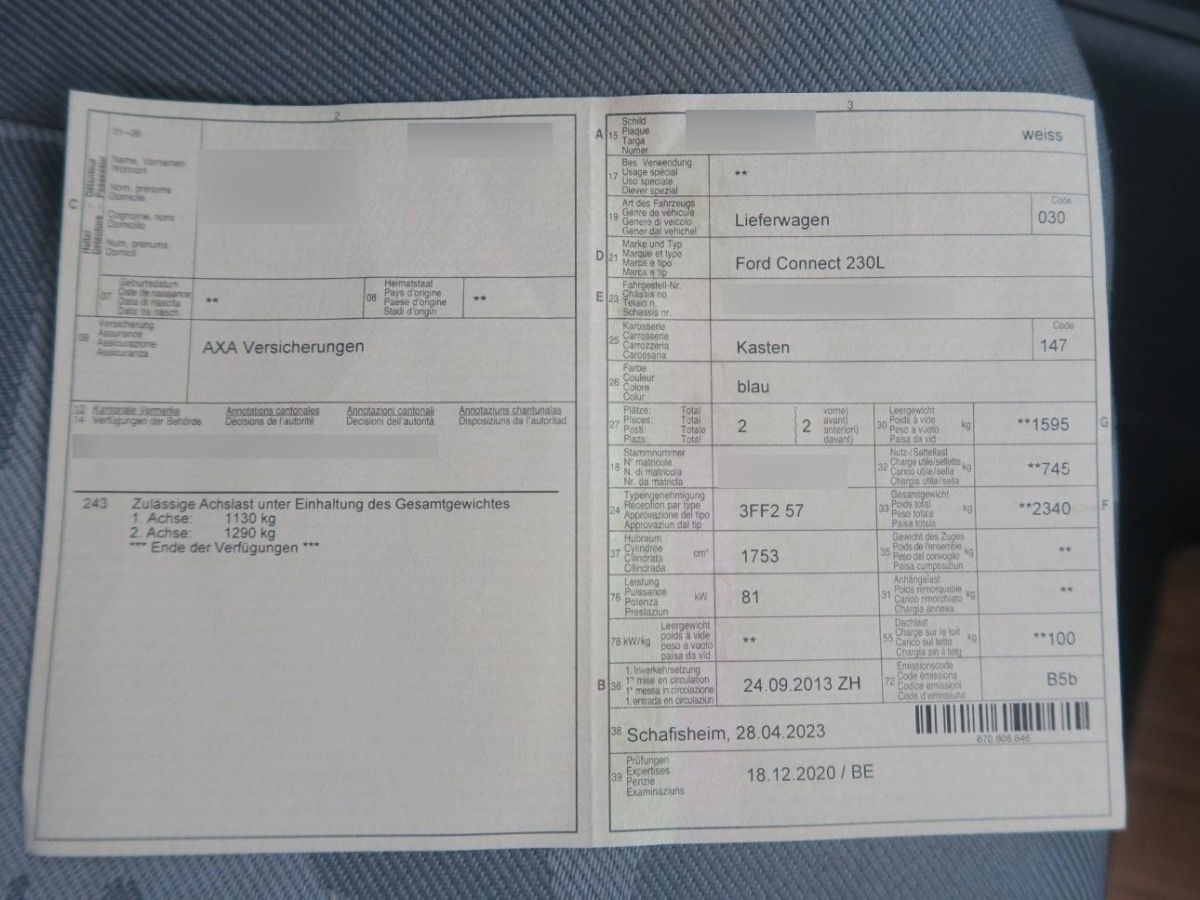 2
01–06
Name, Vornamen
Wohnort
Nom, prénoms
Domicile
Cognome, nomi
Domicilio
Num, prenums
Domicil
C
07
Geburtsdatum
Date de naissance
Data di nascita
Data da nasch.
**
08
Heimatstaat
Pays d'origine
Paese d'origine
Stadi d'origin
**
09
Versicherung
Assurance
Assicurazione
Assicuranza
AXA Versicherungen
13 Kantonale Vermerke Annotations cantonales Annotazioni cantonali Annotaziuns chantunalas
14 Verfügungen der Behörde Décisions de l'autorité Decisioni dell'autorità Disposiziuns da l'autoritad
243 Zulässige Achslast unter Einhaltung des Gesamtgewichtes
1. Achse: 1130 kg
2. Achse: 1290 kg
*** Ende der Verfügungen ***
3
A 15
Schild
Plaque
Targa
Numer
weiss
17
Bes. Verwendung
Usage spécial
Uso speciale
Diever spezial
**
19
Art des Fahrzeugs
Genre de véhicule
Genere di veicolo
Gener dal vehichel
Lieferwagen
Code
030
D 21
Marke und Typ
Marque et type
Marca e tipo
Marca e tip
Ford Connect 230L
E 23
Fahrgestell-Nr.
Châssis no
Telaio n.
Schassis nr.
25
Karosserie
Carrosserie
Carrozzeria
Carossaria
Kasten
Code
147
26
Farbe
Couleur
Colore
Colur
blau
27
Plätze: Total
Places: Total
Posti: Totale
Plazs: Total
2
2
vorne)
avant)
anteriori)
davant)
30
Leergewicht
Poids à vide
Peso a vuoto
Paisa da vid
kg
**1595
G
18
Stammnummer
N° matricule
N. di matricola
Nr. da matricla
32
Nutz-/Sattellast
Charge utile/sellette
Carico utile/sella
Chargia utila/sella
kg
**745
24
Typengenehmigung
Réception par type
Approvazione del tipo
Approvaziun dal tip
3FF2 57
33
Gesamtgewicht
Poids total
Peso totale
Paisa totala
kg
**2340
F
37
Hubraum
Cylindrée
Cilindrata
Cilindrada
cm³
1753
35
Gewicht des Zuges
Poids de l'ensemble
Peso del convoglio
Paisa cumposiziun
kg
**
76
Leistung
Puissance
Potenza
Prestaziun
kW
81
31
Anhängelast
Poids remorquable
Carico rimorchiato
Chargia annexa
kg
**
78 kW/kg
Leergewicht
poids à vide
peso a vuoto
paisa da vid
**
55
Dachlast
Charge sur le toit
Carico sul tetto
Chargia sin il tetg
kg
**100
B 36
1. Inverkehrsetzung
1re mise en circulation
1a messa in circolazione
1. entrada en circulaziun
24.09.2013 ZH
72
Emissionscode
Code émissions
Codice emissioni
Code d'emissiuns
B5b
38 Schafisheim, 28.04.2023
670.808.646
39
Prüfungen
Expertises
Perizie
Examinaziuns
18.12.2020 / BE